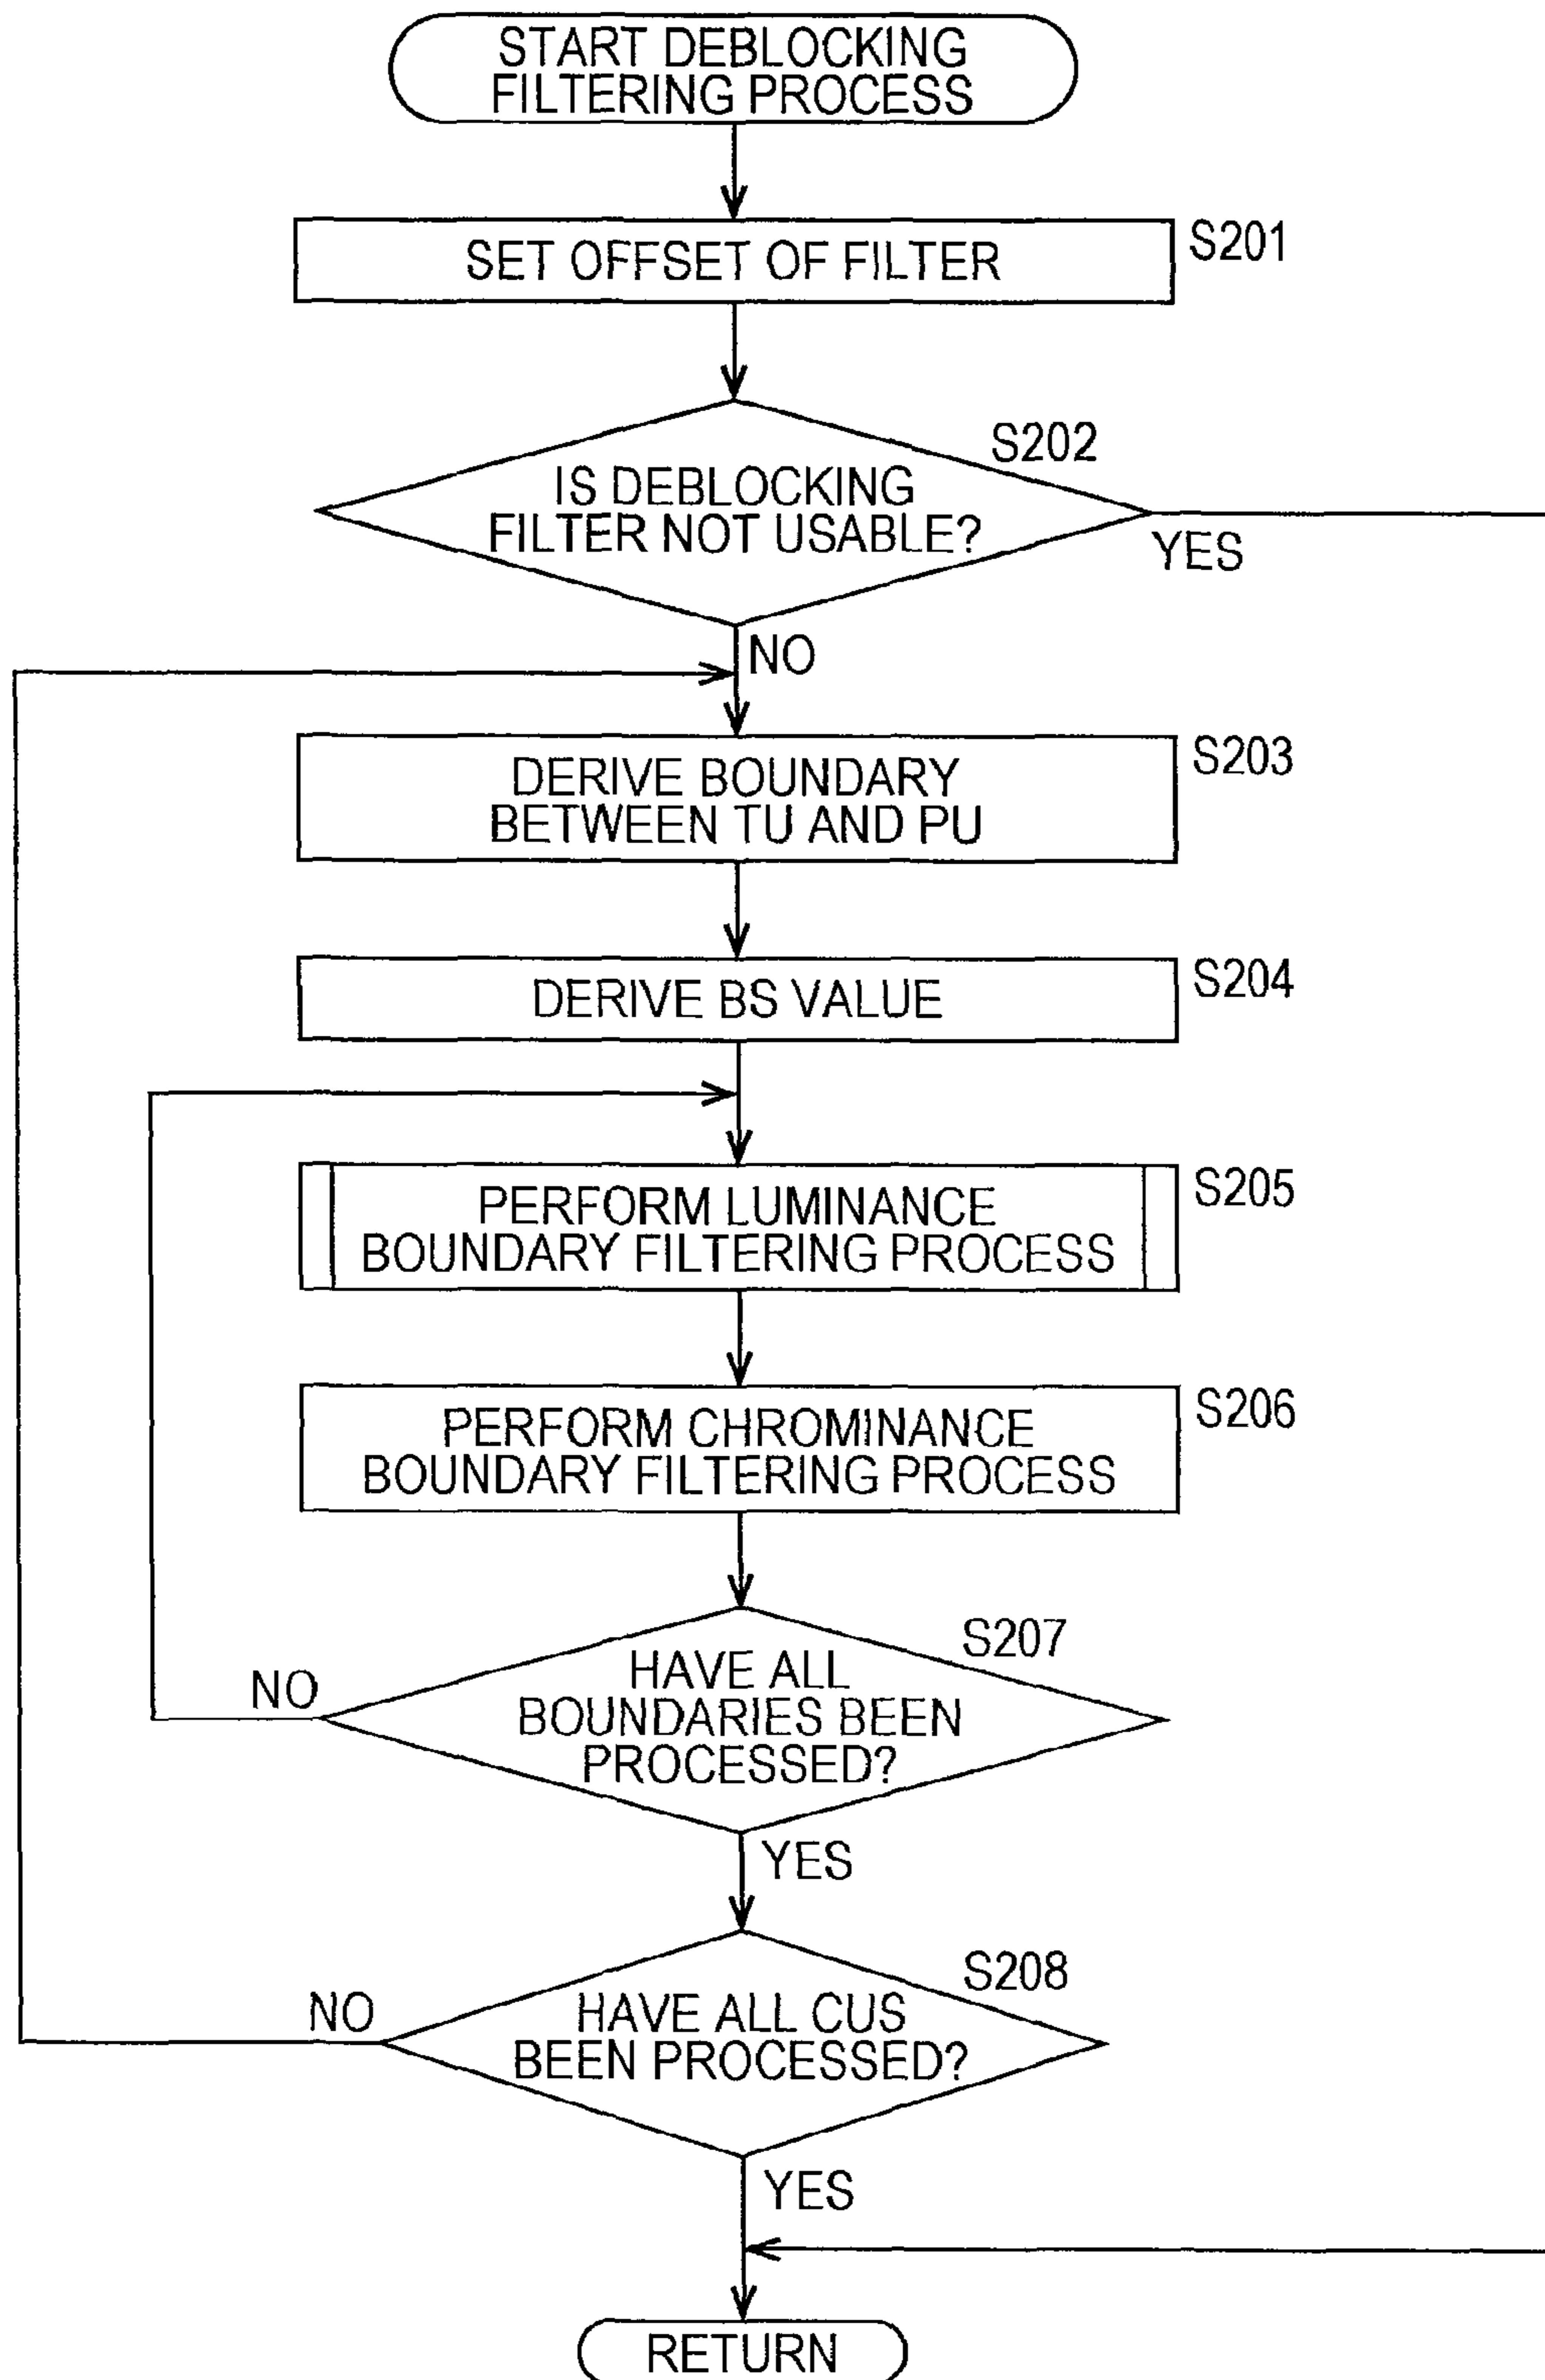 START DEBLOCKING
FILTERING PROCESS
SET OFFSET OF FILTER
S201
S202
IS DEBLOCKING
FILTER NOT USABLE?
YES
NO
DERIVE BOUNDARY
BETWEEN TU AND PU
S203
DERIVE BS VALUE
S204
PERFORM LUMINANCE
BOUNDARY FILTERING PROCESS
S205
PERFORM CHROMINANCE
BOUNDARY FILTERING PROCESS
S206
S207
HAVE ALL
BOUNDARIES BEEN
PROCESSED?
NO
YES
S208
HAVE ALL CUS
BEEN PROCESSED?
NO
YES
RETURN